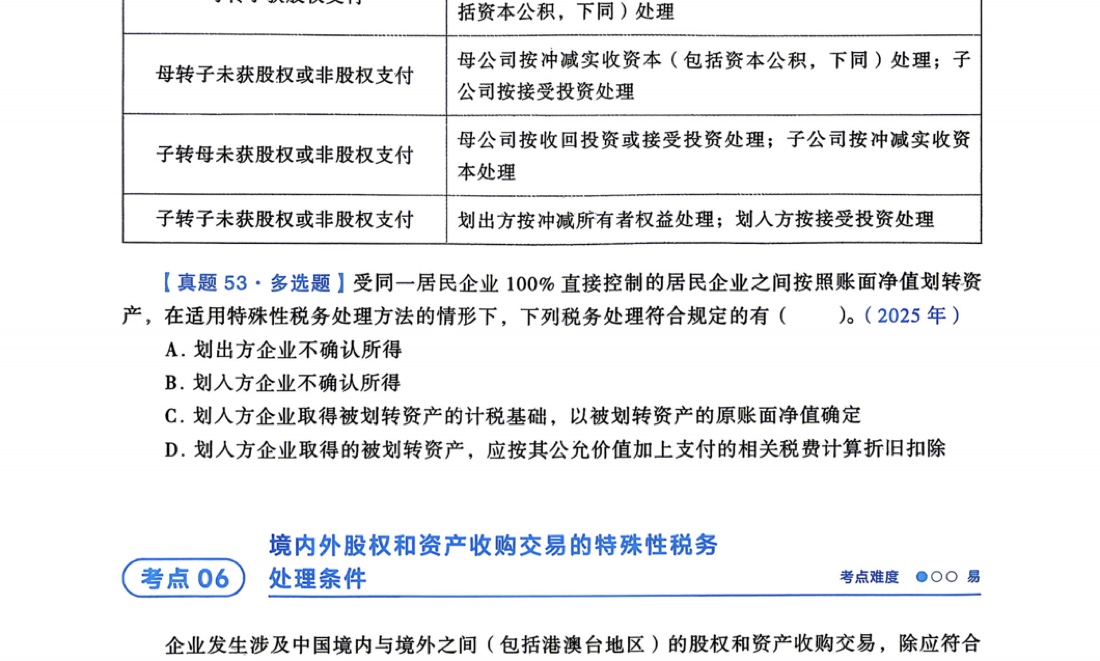 括资本公积，下同）处理
母转子未获股权或非股权支付
母公司按冲减实收资本（包括资本公积，下同）处理；子
公司按接受投资处理
子转母未获股权或非股权支付
母公司按收回投资或接受投资处理；子公司按冲减实收资
本处理
子转子未获股权或非股权支付
划出方按冲减所有者权益处理；划入方按接受投资处理
【真题 53·多选题】受同一居民企业 100% 直接控制的居民企业之间按照账面净值划转资
产，在适用特殊性税务处理方法的情形下，下列税务处理符合规定的有（　　）。（2025 年）
A. 划出方企业不确认所得
B. 划入方企业不确认所得
C. 划入方企业取得被划转资产的计税基础，以被划转资产的原账面净值确定
D. 划入方企业取得的被划转资产，应按其公允价值加上支付的相关税费计算折旧扣除
考点 06
境内外股权和资产收购交易的特殊性税务
处理条件
考点难度 ●○○ 易
企业发生涉及中国境内与境外之间（包括港澳台地区）的股权和资产收购交易，除应符合